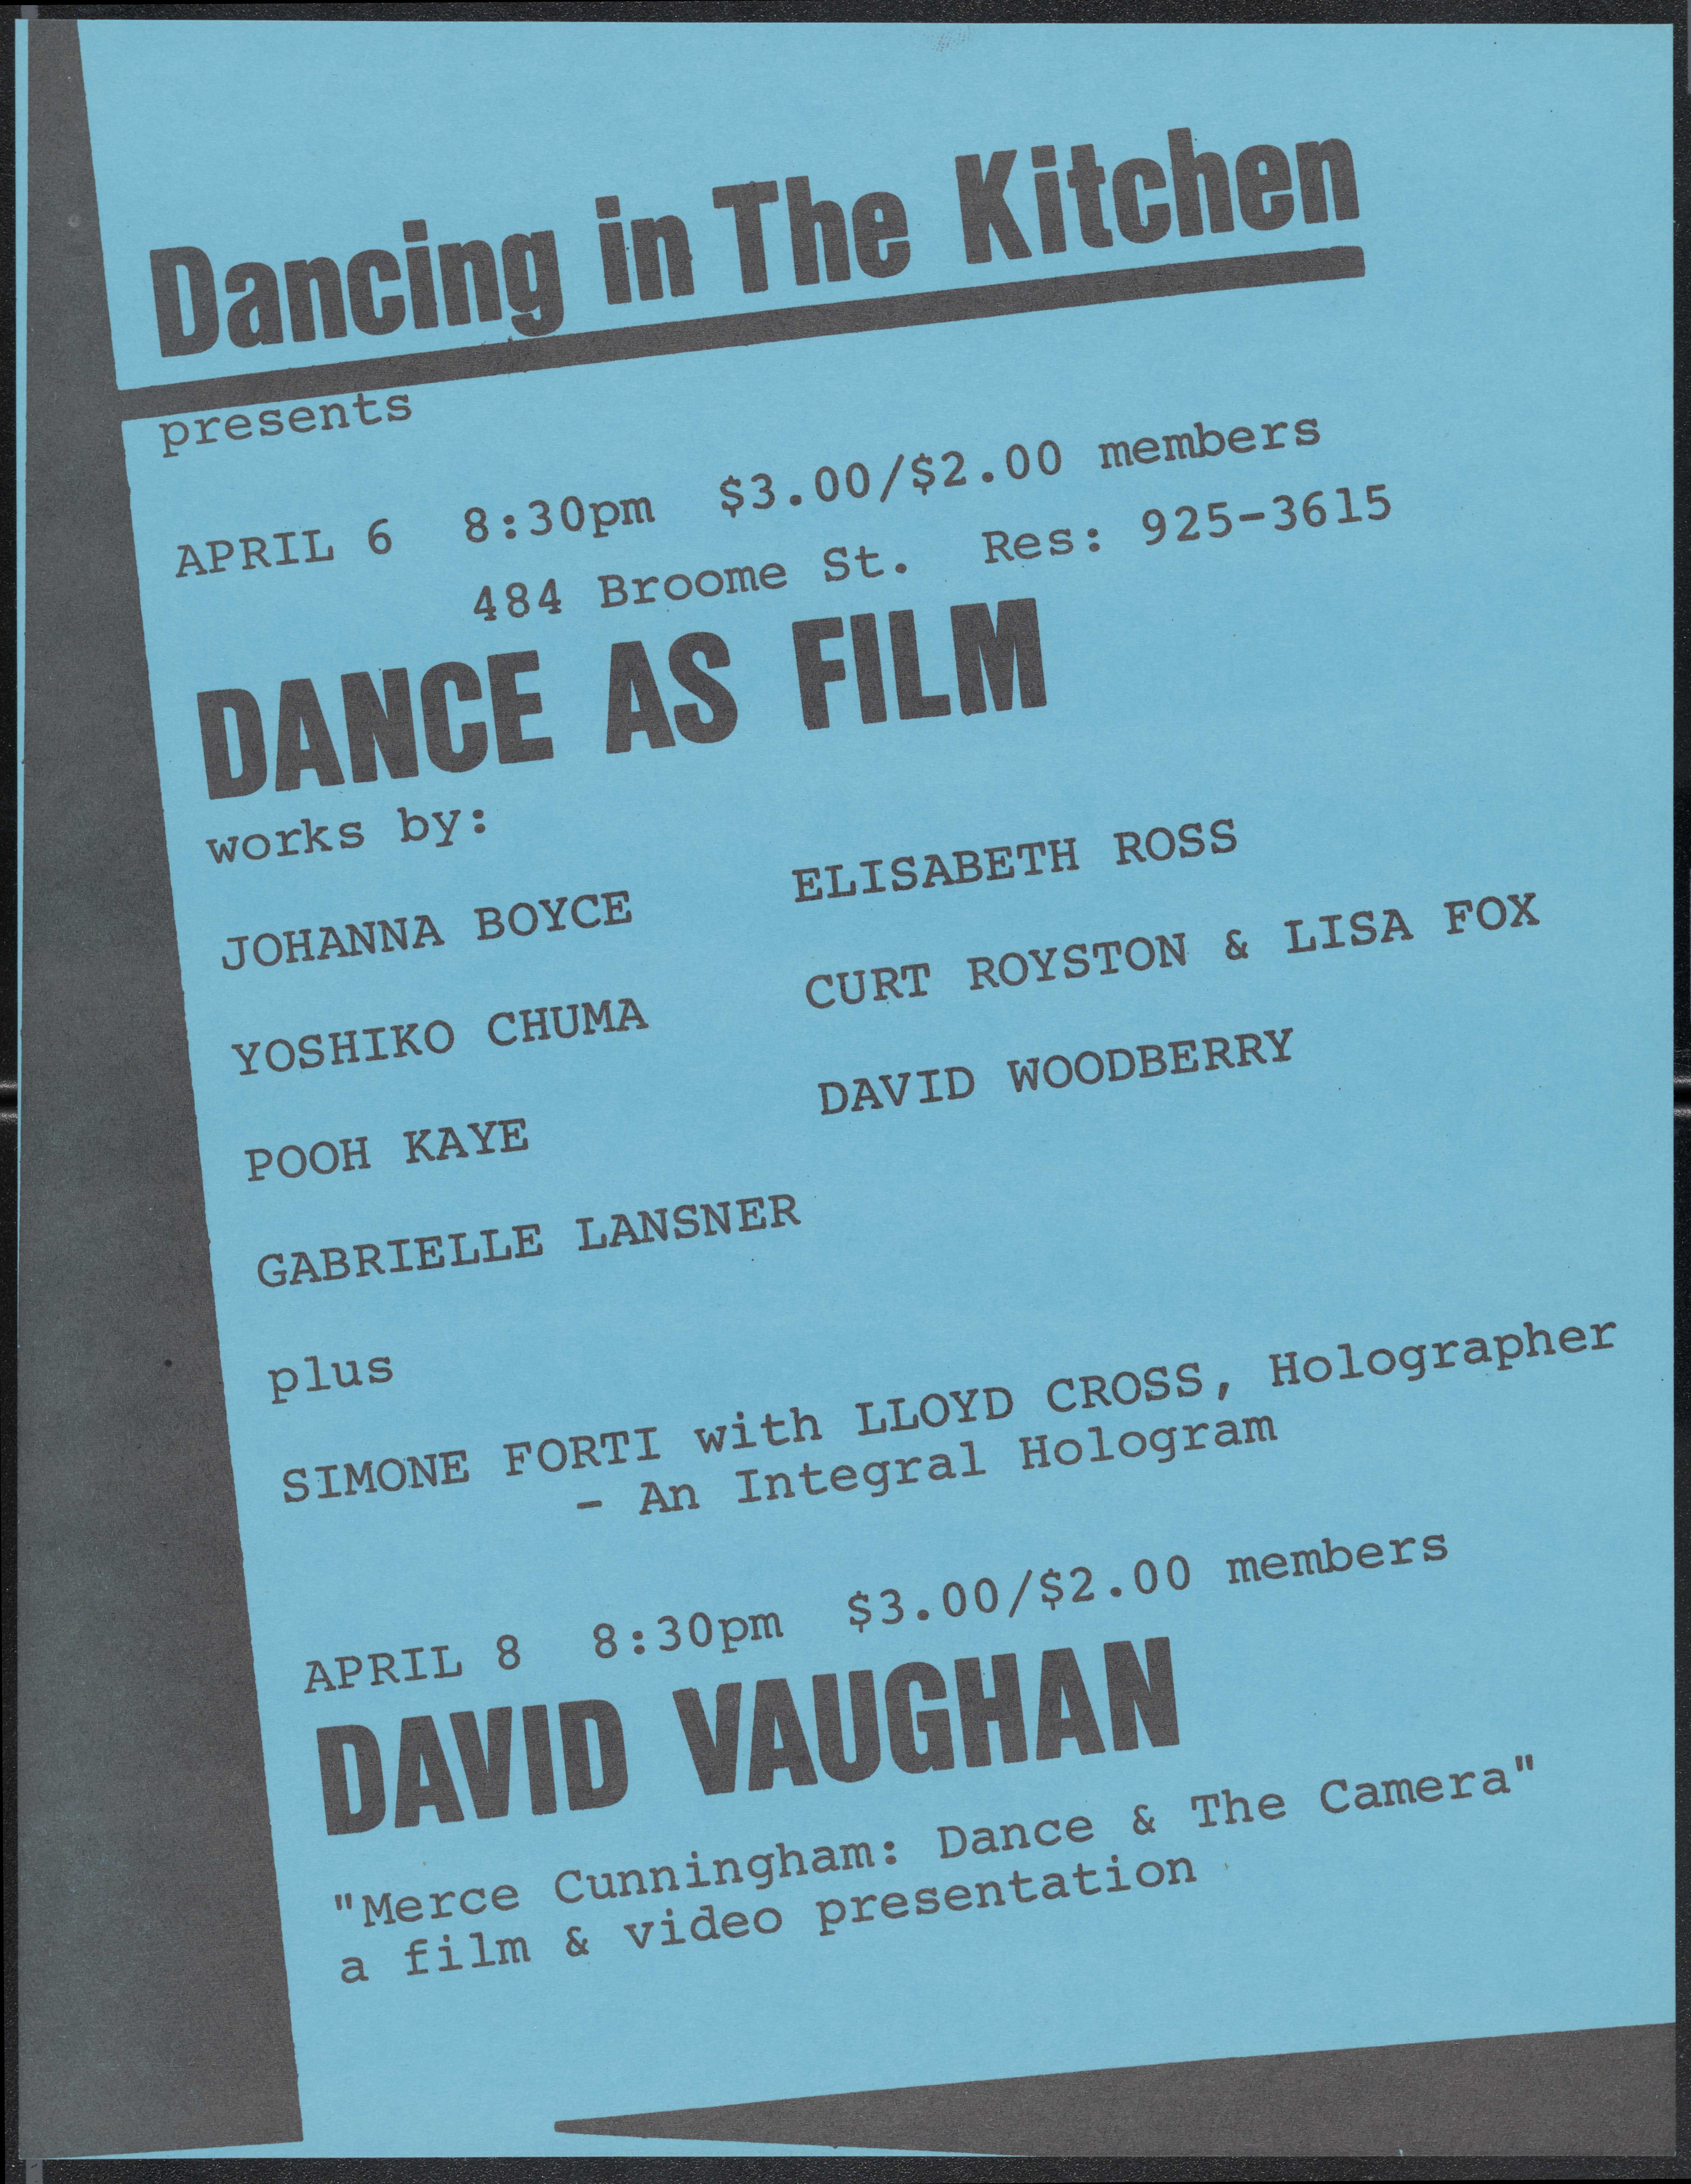 Dancing in The Kitchen
presents
APRIL 6 8:30pm $3.00/$2.00 members
484 Broome St. Res: 925-3615
DANCE AS FILM
works by:
JOHANNA BOYCE
YOSHIKO CHUMA
POOH KAYE
GABRIELLE LANSNER
ELISABETH ROSS
CURT ROYSTON & LISA FOX
DAVID WOODBERRY
plus
SIMONE FORTI with LLOYD CROSS, Holographer
- An Integral Hologram
APRIL 8 8:30pm $3.00/$2.00 members
DAVID VAUGHAN
"Merce Cunningham: Dance & The Camera"
a film & video presentation